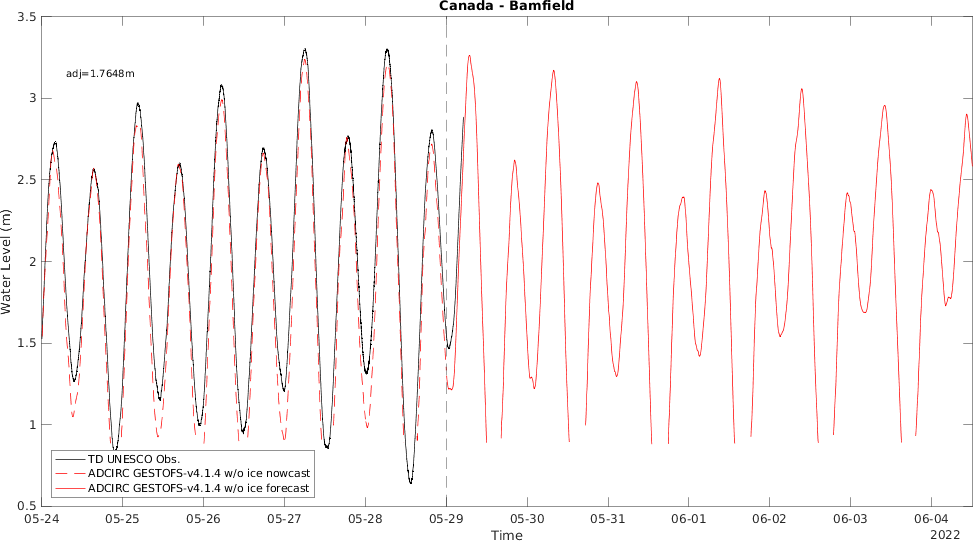 Canada - Bamfield
3.5
adj=1.7648m
3
2.5
2
1.5
1
0.5
Water Level (m)
TD UNESCO Obs.
ADCIRC GESTOFS-v4.1.4 w/o ice nowcast
ADCIRC GESTOFS-v4.1.4 w/o ice forecast
05-24 05-25 05-26 05-27 05-28 05-29 05-30 05-31 06-01 06-02 06-03 06-04
Time
2022